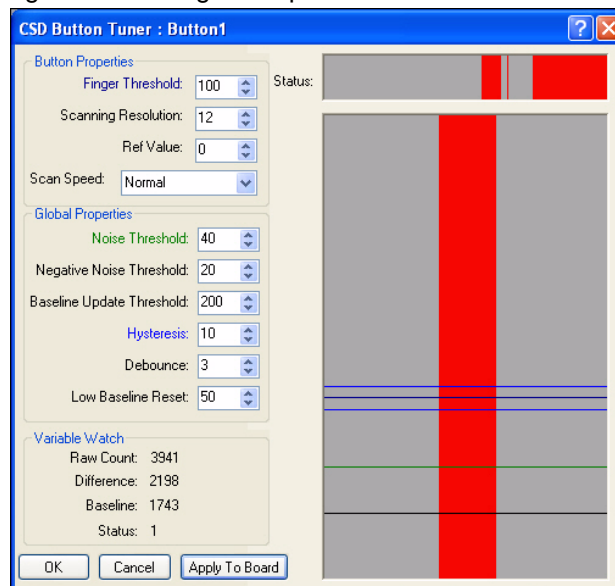 CSD Button Tuner : Button1
Button Properties
Finger Threshold: 100
Scanning Resolution: 12
Ref Value: 0
Scan Speed: Normal
Status:
Global Properties
Noise Threshold: 40
Negative Noise Threshold: 20
Baseline Update Threshold: 200
Hysteresis: 10
Debounce: 3
Low Baseline Reset: 50
Variable Watch
Raw Count: 3941
Difference: 2198
Baseline: 1743
Status: 1
OK Cancel Apply To Board